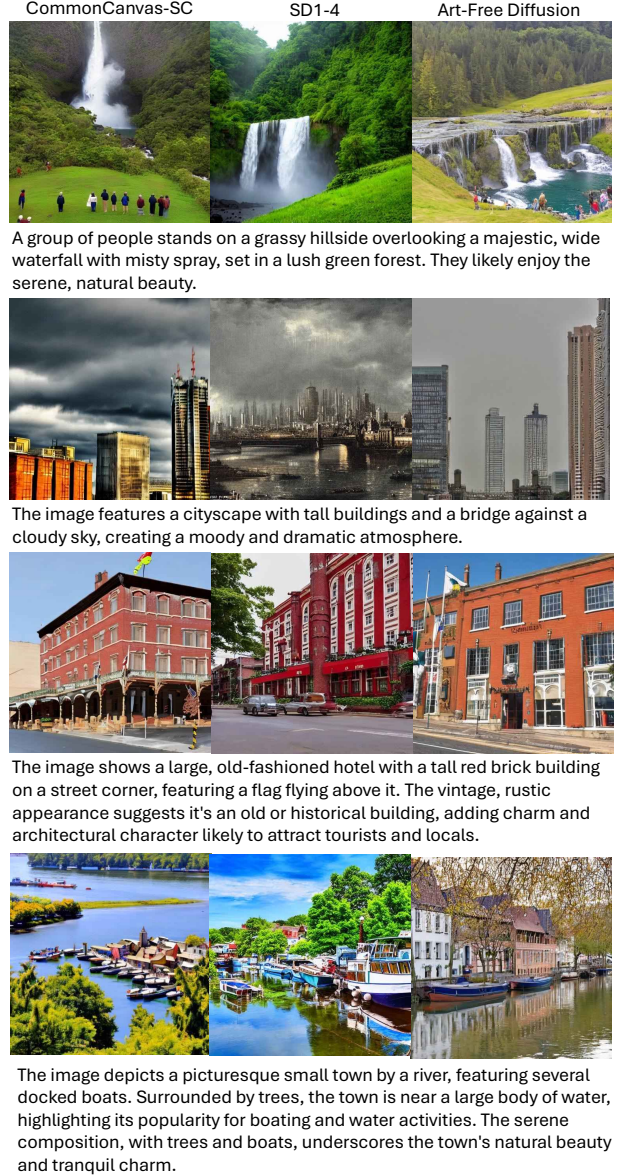 CommonCanvas-SC SD1-4 Art-Free Diffusion
A group of people stands on a grassy hillside overlooking a majestic, wide
waterfall with misty spray, set in a lush green forest. They likely enjoy the
serene, natural beauty.
The image features a cityscape with tall buildings and a bridge against a
cloudy sky, creating a moody and dramatic atmosphere.
The image shows a large, old-fashioned hotel with a tall red brick building
on a street corner, featuring a flag flying above it. The vintage, rustic
appearance suggests it's an old or historical building, adding charm and
architectural character likely to attract tourists and locals.
The image depicts a picturesque small town by a river, featuring several
docked boats. Surrounded by trees, the town is near a large body of water,
highlighting its popularity for boating and water activities. The serene
composition, with trees and boats, underscores the town's natural beauty
and tranquil charm.